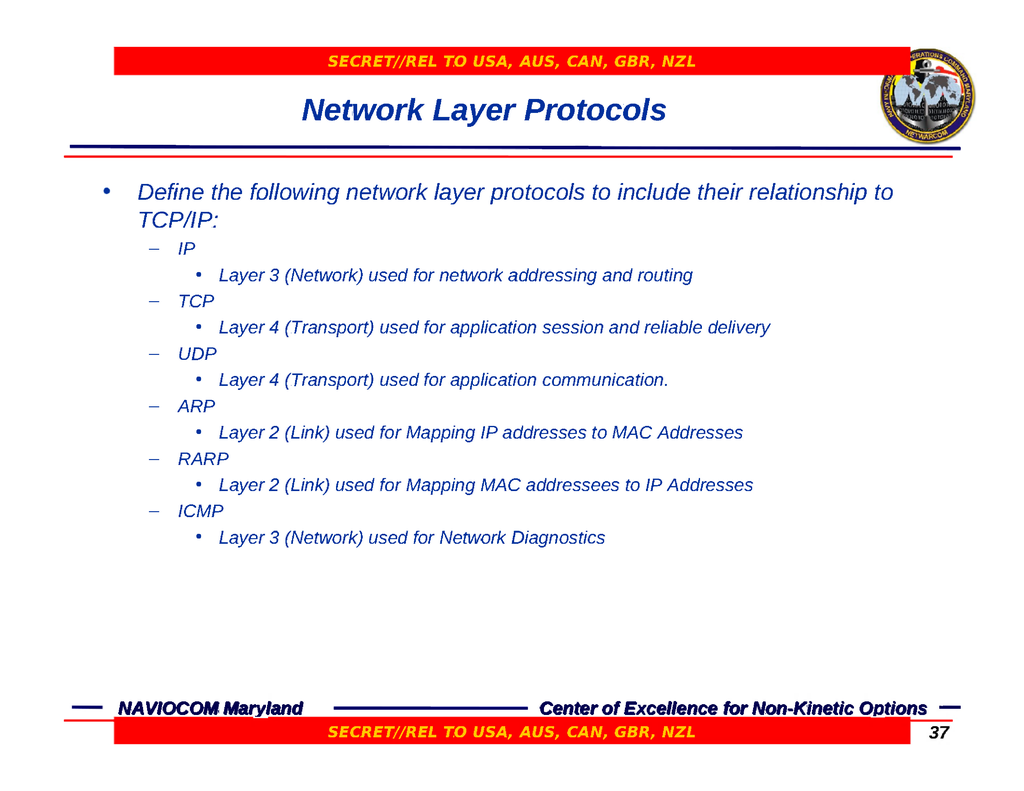 SECRET//REL TO USA, AUS, CAN, GBR, NZL
Network Layer Protocols
NETWARCOM
• Define the following network layer protocols to include their relationship to
TCP/IP:
– IP
• Layer 3 (Network) used for network addressing and routing
– TCP
• Layer 4 (Transport) used for application session and reliable delivery
– UDP
• Layer 4 (Transport) used for application communication.
– ARP
• Layer 2 (Link) used for Mapping IP addresses to MAC Addresses
– RARP
• Layer 2 (Link) used for Mapping MAC addressees to IP Addresses
– ICMP
• Layer 3 (Network) used for Network Diagnostics
NAVIOCOM Maryland
Center of Excellence for Non-Kinetic Options
SECRET//REL TO USA, AUS, CAN, GBR, NZL
37